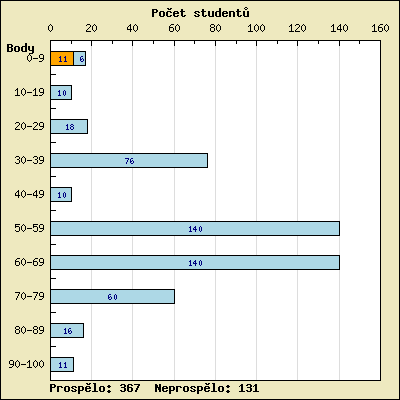 Počet studentů
0 20 40 60 80 100 120 140 160
Body
0-9 11 6
10-19 10
20-29 18
30-39 76
40-49 10
50-59 140
60-69 140
70-79 60
80-89 16
90-100 11
Prospělo: 367 Neprospělo: 131